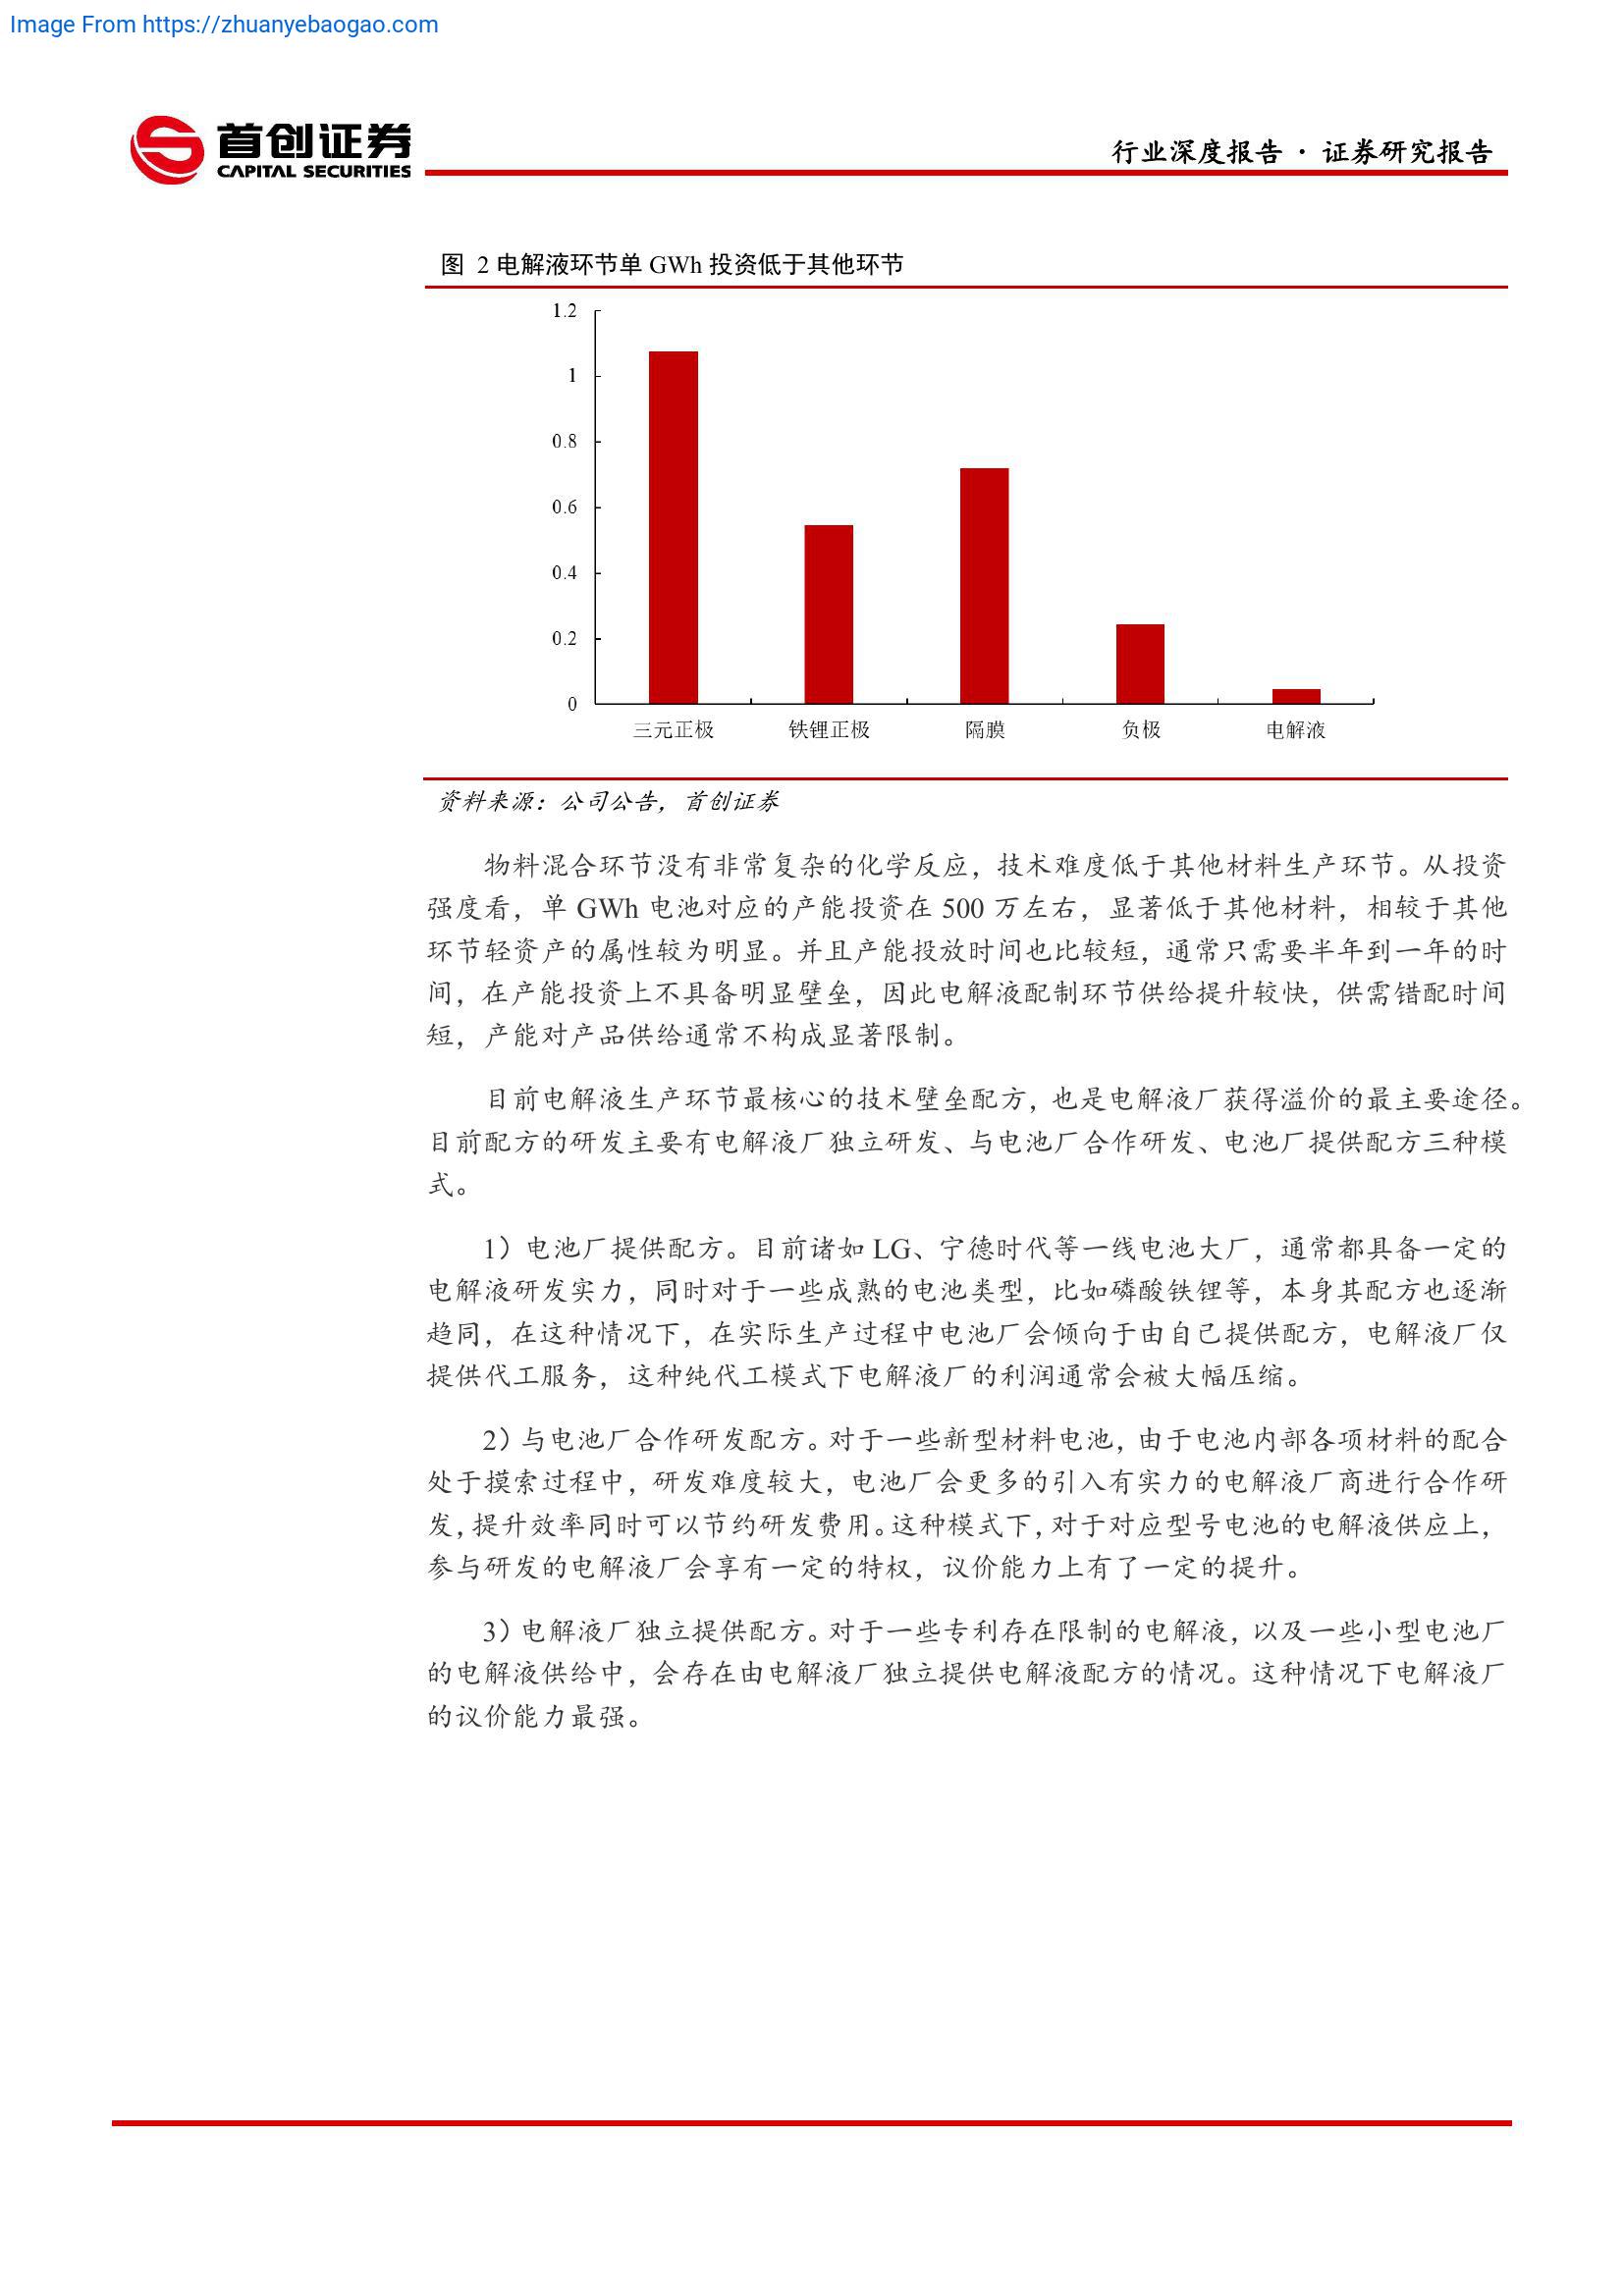 Image From https://zhuanyebaogao.com
首创证券
CAPITAL SECURITIES
行业深度报告 · 证券研究报告
图 2 电解液环节单 GWh 投资低于其他环节
1.2
1
0.8
0.6
0.4
0.2
0
三元正极 铁锂正极 隔膜 负极 电解液
资料来源：公司公告，首创证券
物料混合环节没有非常复杂的化学反应，技术难度低于其他材料生产环节。从投资
强度看，单 GWh 电池对应的产能投资在 500 万左右，显著低于其他材料，相较于其他
环节轻资产的属性较为明显。并且产能投放时间也比较短，通常只需要半年到一年的时
间，在产能投资上不具备明显壁垒，因此电解液配制环节供给提升较快，供需错配时间
短，产能对产品供给通常不构成显著限制。
目前电解液生产环节最核心的技术壁垒配方，也是电解液厂获得溢价的最主要途径。
目前配方的研发主要有电解液厂独立研发、与电池厂合作研发、电池厂提供配方三种模
式。
1）电池厂提供配方。目前诸如 LG、宁德时代等一线电池大厂，通常都具备一定的
电解液研发实力，同时对于一些成熟的电池类型，比如磷酸铁锂等，本身其配方也逐渐
趋同，在这种情况下，在实际生产过程中电池厂会倾向于由自己提供配方，电解液厂仅
提供代工服务，这种纯代工模式下电解液厂的利润通常会被大幅压缩。
2）与电池厂合作研发配方。对于一些新型材料电池，由于电池内部各项材料的配合
处于摸索过程中，研发难度较大，电池厂会更多的引入有实力的电解液厂商进行合作研
发，提升效率同时可以节约研发费用。这种模式下，对于对应型号电池的电解液供应上，
参与研发的电解液厂会享有一定的特权，议价能力上有了一定的提升。
3）电解液厂独立提供配方。对于一些专利存在限制的电解液，以及一些小型电池厂
的电解液供给中，会存在由电解液厂独立提供电解液配方的情况。这种情况下电解液厂
的议价能力最强。